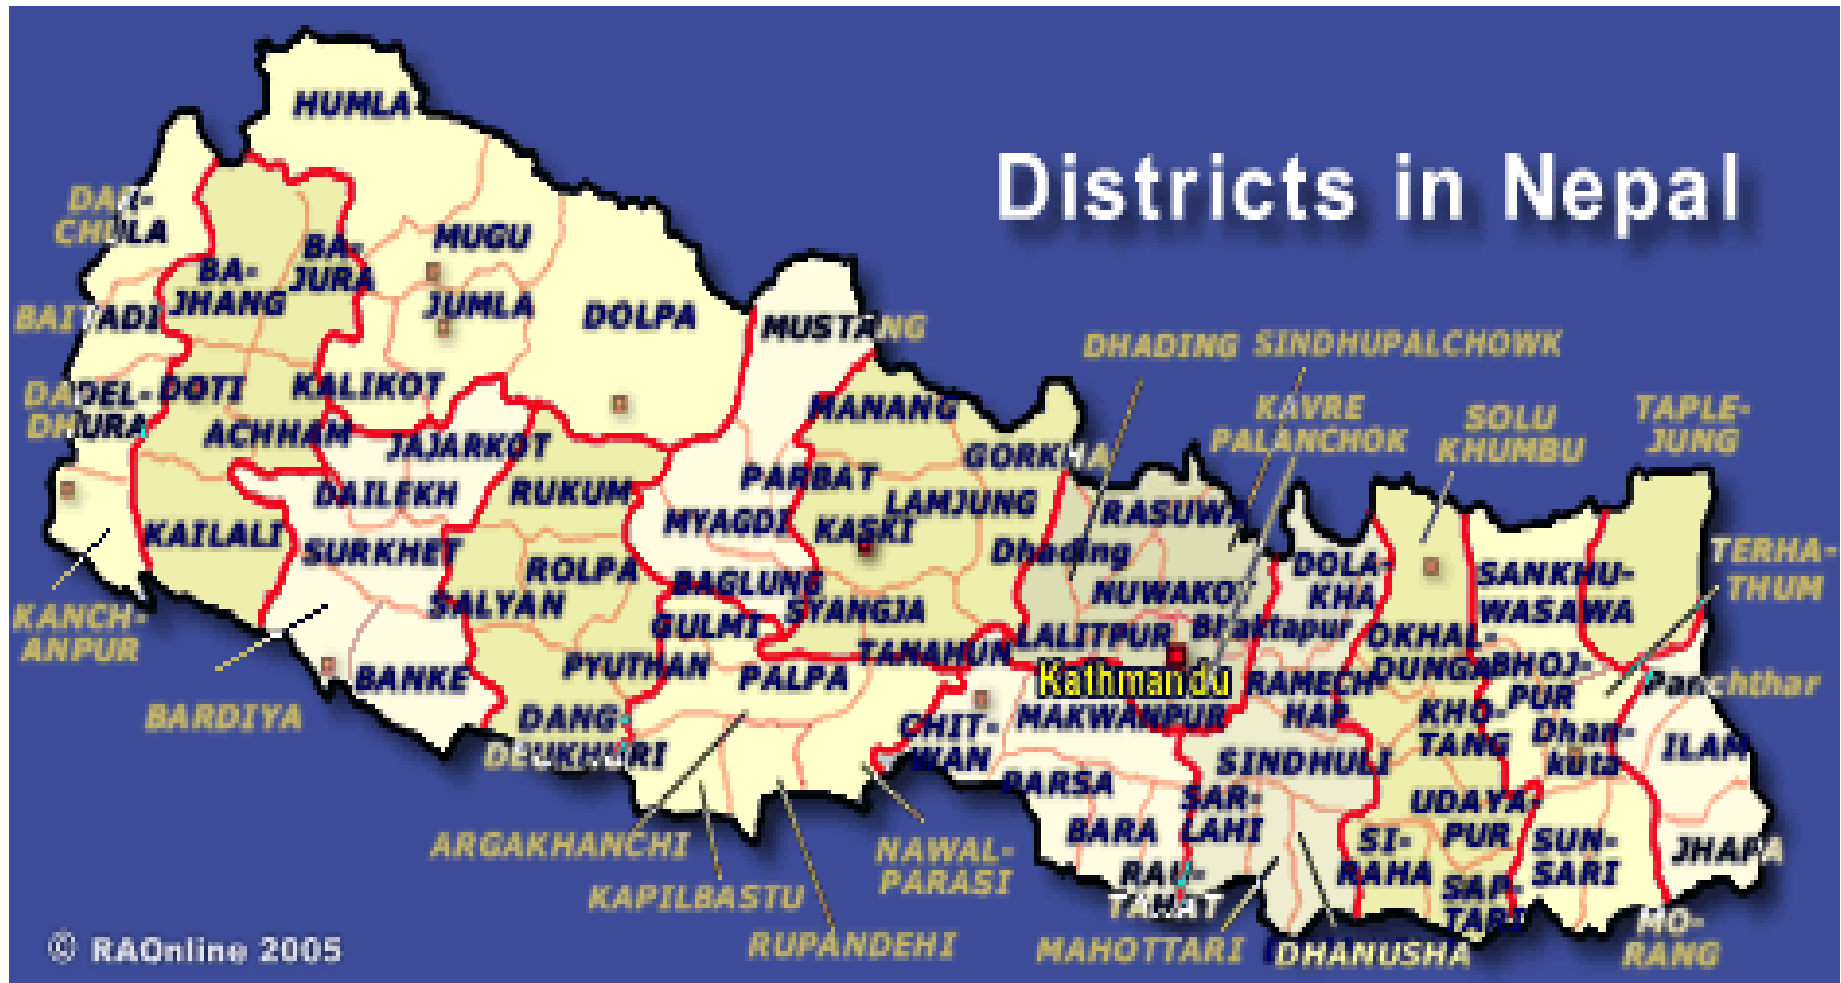 Districts in Nepal
HUMLA
DAR-
CHULA
BA-
JURA
MUGU
BA-
JHANG
BAITADI
JUMLA
DOLPA
MUSTANG
DHADING
SINDHUPALCHOWK
DADEL-
DHURA
DOTI
KALIKOT
MANANG
KAVRE
PALANCHOK
SOLU
KHUMBU
TAPLE-
JUNG
ACHHAM
JAJARKOT
GORKHA
DAILEKH
RUKUM
PARBAT
LAMJUNG
RASUWA
KAILALI
SURKHET
MYAGDI
KASKI
Dhading
DOLA-
KHA
SANKHU-
WASAWA
TERHA-
THUM
ROLPA
BAGLUNG
NUWAKO
KANCH-
ANPUR
SALYAN
GULMI
SYANGJA
LALITPUR
Bhaktapur
OKHAL-
DUNGA
BHOJ-
PUR
Panchthar
BANKE
PYUTHAN
PALPA
TANAHUN
Kathmandu
RAMECH-
HAP
BARDIYA
DANG-
DEUKHURI
CHIT-
WAN
MAKWANPUR
KHO-
TANG
Dhan-
kuta
ILAM
SINDHULI
PARSA
SAR-
LAHI
UDAYA-
PUR
ARGAKHANCHI
NAWAL-
PARASI
BARA
SI-
RAHA
SUN-
SARI
JHAPA
KAPILBASTU
RAU-
TAHAT
SAP-
TARI
RUPANDEHI
MAHOTTARI
DHANUSHA
MO-
RANG
© RAOnline 2005